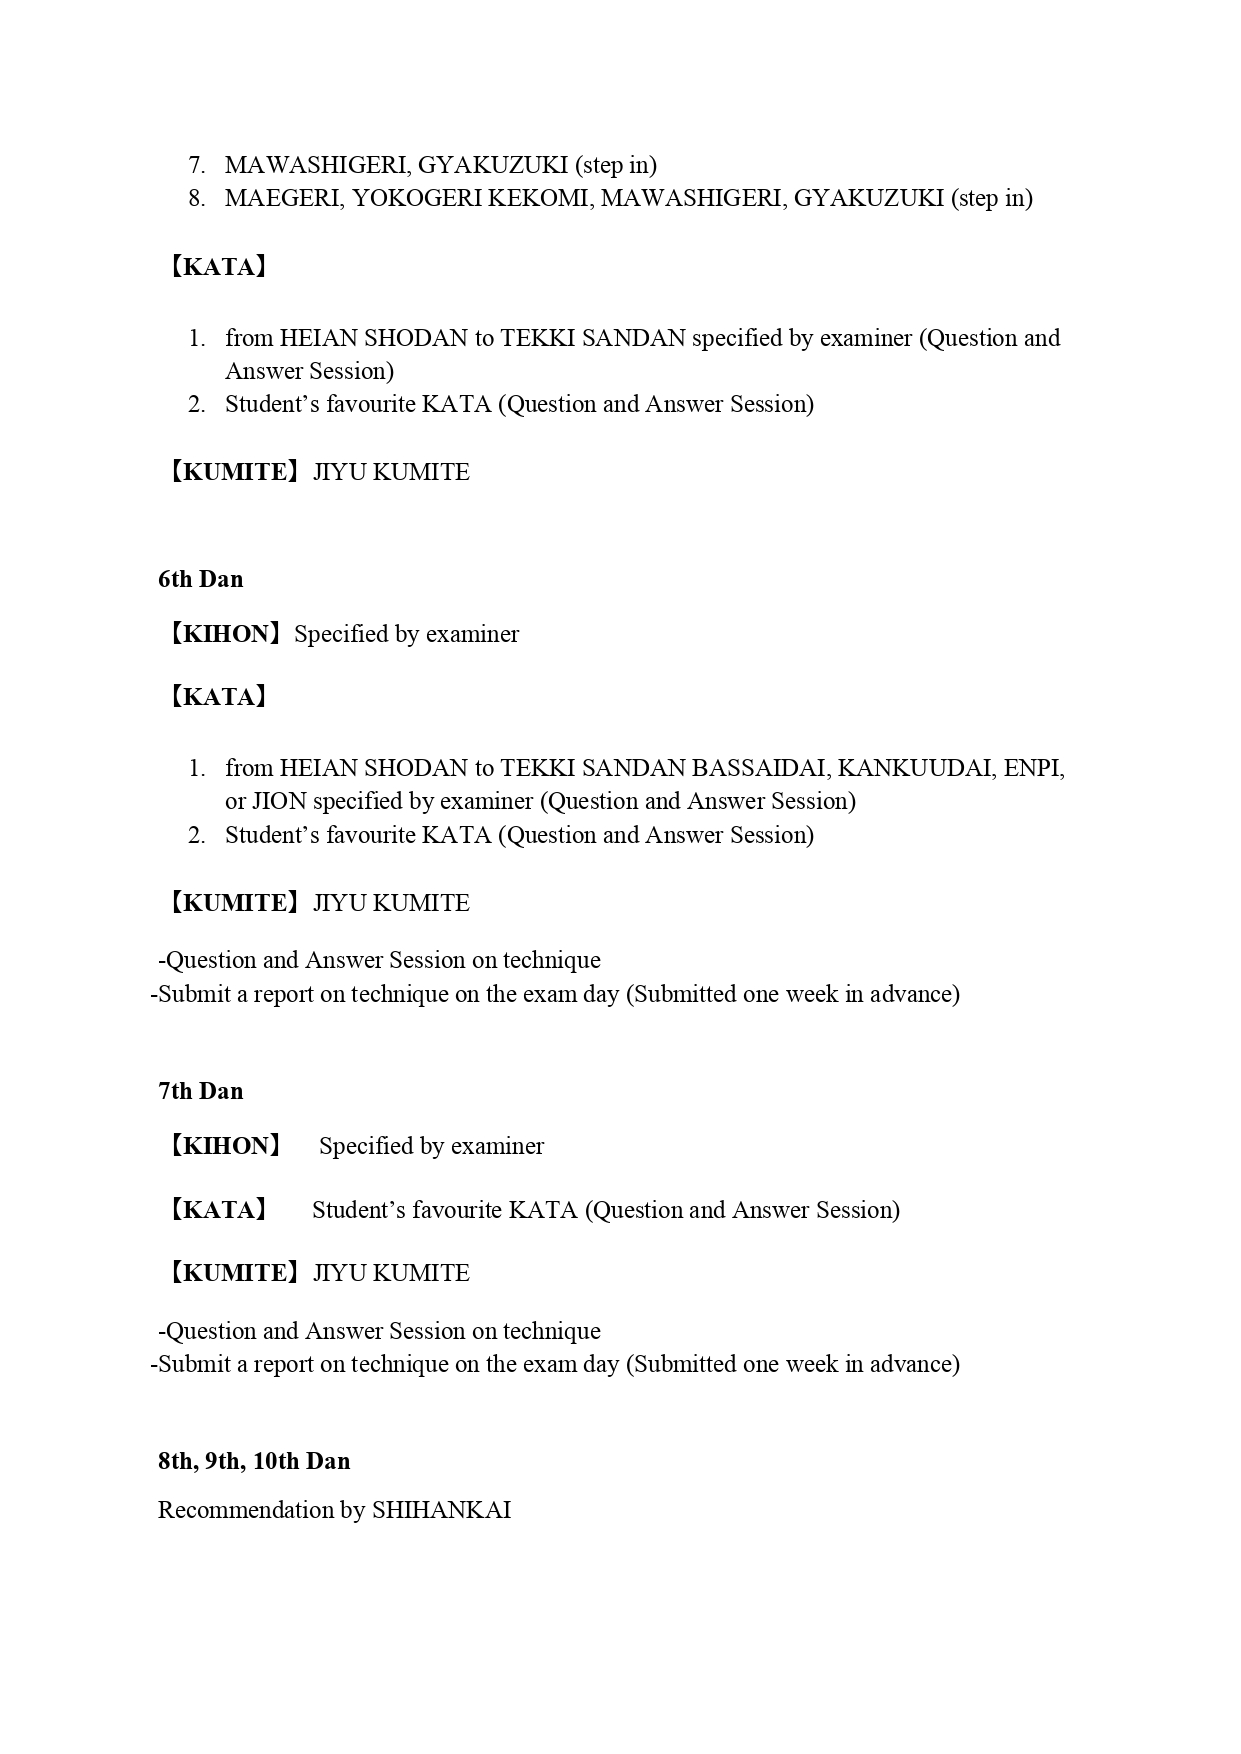 7. MAWASHIGERI, GYAKUZUKI (step in)
8. MAEGERI, YOKOGERI KEKOMI, MAWASHIGERI, GYAKUZUKI (step in)
【KATA】
1. from HEIAN SHODAN to TEKKI SANDAN specified by examiner (Question and
Answer Session)
2. Student’s favourite KATA (Question and Answer Session)
【KUMITE】JIYU KUMITE
6th Dan
【KIHON】Specified by examiner
【KATA】
1. from HEIAN SHODAN to TEKKI SANDAN BASSAIDAI, KANKUUDAI, ENPI,
or JION specified by examiner (Question and Answer Session)
2. Student’s favourite KATA (Question and Answer Session)
【KUMITE】JIYU KUMITE
-Question and Answer Session on technique
-Submit a report on technique on the exam day (Submitted one week in advance)
7th Dan
【KIHON】 Specified by examiner
【KATA】 Student’s favourite KATA (Question and Answer Session)
【KUMITE】JIYU KUMITE
-Question and Answer Session on technique
-Submit a report on technique on the exam day (Submitted one week in advance)
8th, 9th, 10th Dan
Recommendation by SHIHANKAI